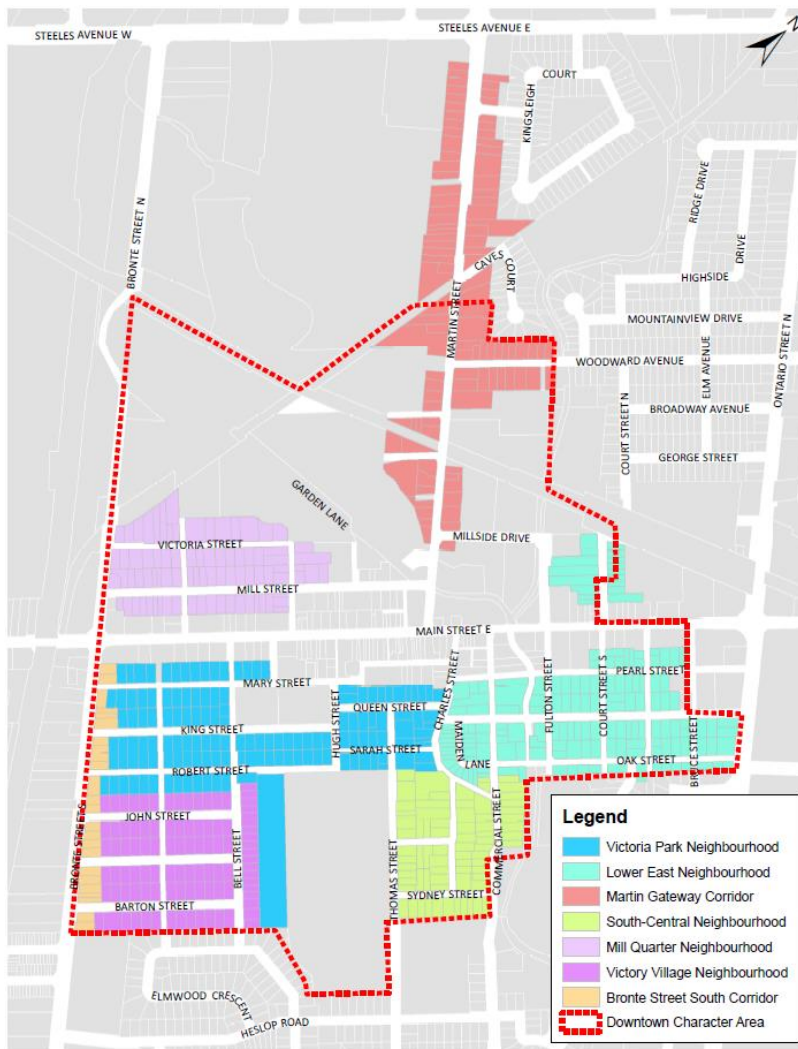 STEELES AVENUE W
STEELES AVENUE E
N
COURT
KINGSLEIGH
RIDGE DRIVE
DRIVE
BRONTE STREET N
CAVES
COURT
HIGHSIDE
MARTIN STREET
MOUNTAINVIEW DRIVE
WOODWARD AVENUE
ELM AVENUE
ONTARIO STREET N
BROADWAY AVENUE
COURT STREET N
GEORGE STREET
GARDEN LANE
MILLSIDE DRIVE
VICTORIA STREET
MILL STREET
MAIN STREET E
MARY STREET
CHARLES STREET
FULTON STREET
COURT STREET S
PEARL STREET
QUEEN STREET
HUGH STREET
KING STREET
MAIDEN
LANE
SARAH STREET
OAK STREET
BRUCE STREET
ROBERT STREET
JOHN STREET
BRONTE STREET S
BELL STREET
THOMAS STREET
COMMERCIAL STREET
SYDNEY STREET
BARTON STREET
ELMWOOD CRESCENT
HESLOP ROAD
Legend
Victoria Park Neighbourhood
Lower East Neighbourhood
Martin Gateway Corridor
South-Central Neighbourhood
Mill Quarter Neighbourhood
Victory Village Neighbourhood
Bronte Street South Corridor
Downtown Character Area